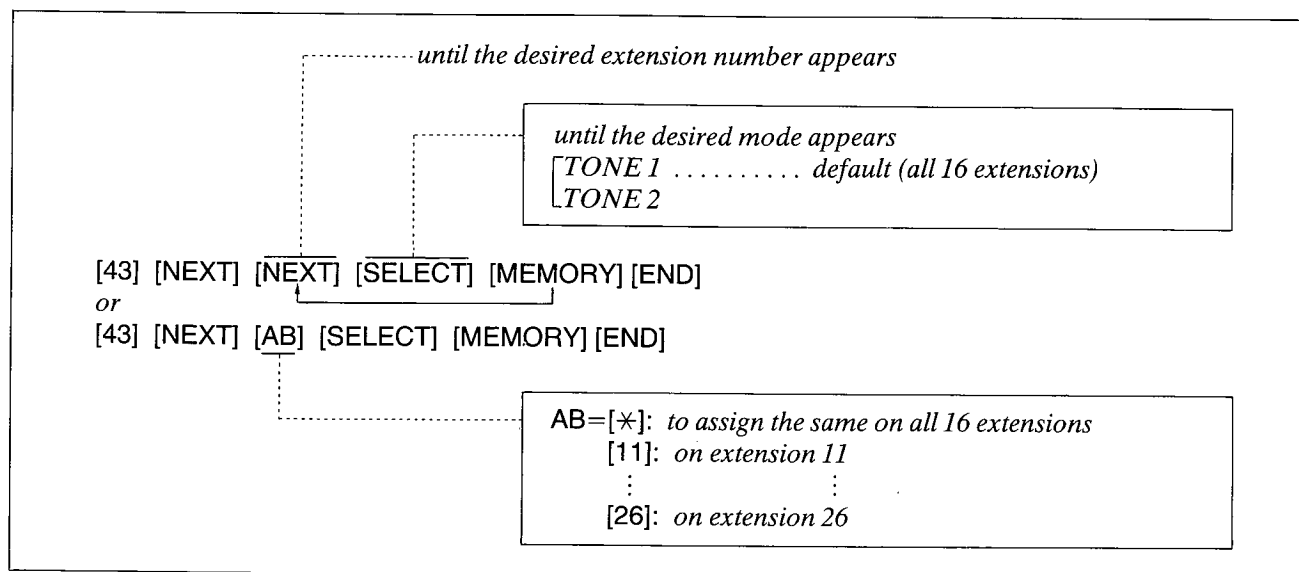 until the desired extension number appears
until the desired mode appears
TONE 1 .......... default (all 16 extensions)
TONE 2
[43] [NEXT] [NEXT] [SELECT] [MEMORY] [END]
or
[43] [NEXT] [AB] [SELECT] [MEMORY] [END]
AB=[*]: to assign the same on all 16 extensions
[11]: on extension 11
⋮ ⋮
[26]: on extension 26